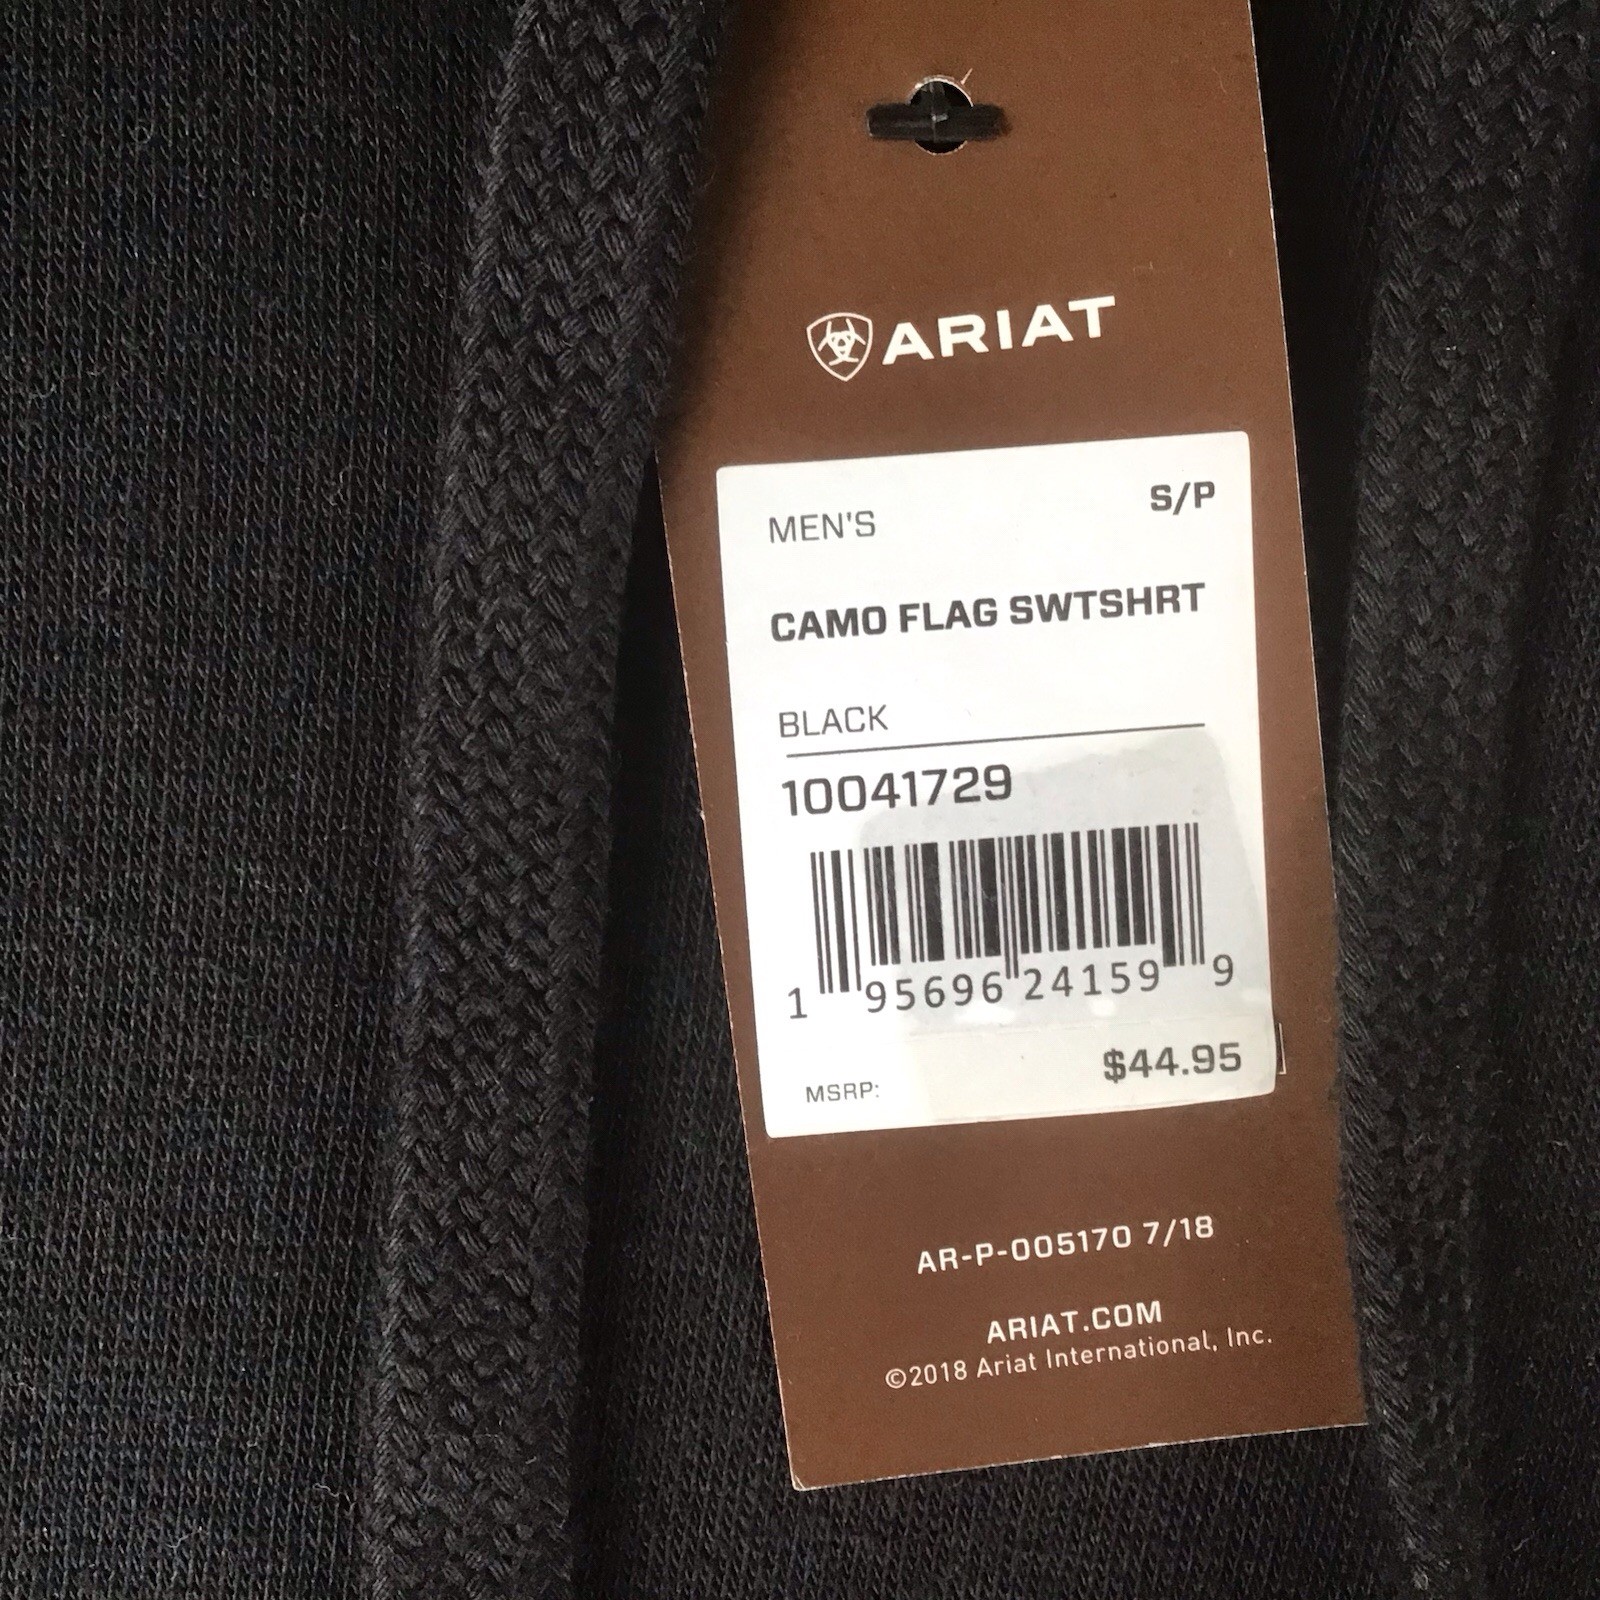 ARIAT
MEN'S S/P
CAMO FLAG SWTSHRT
BLACK
10041729
1 95696 24159 9
MSRP: $44.95
AR-P-005170 7/18
ARIAT.COM
©2018 Ariat International, Inc.